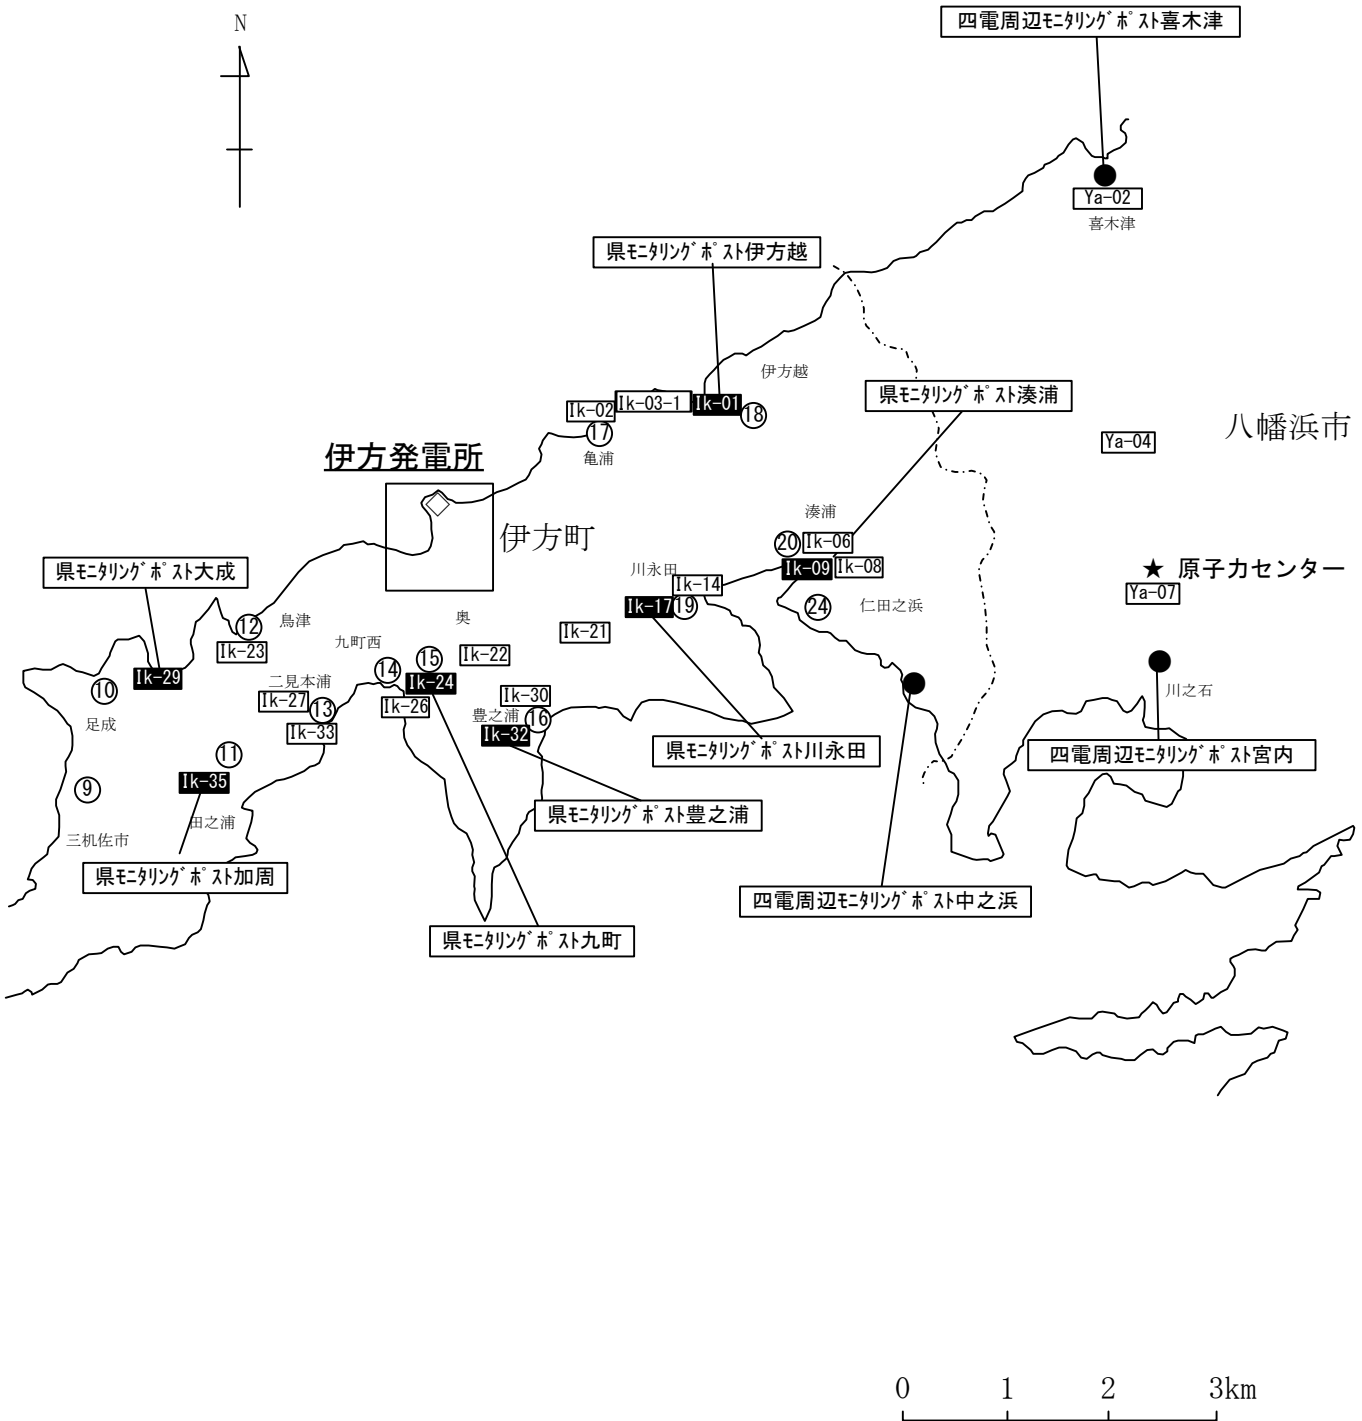 N
四電周辺ﾓﾆﾀﾘﾝｸﾞﾎﾟｽﾄ喜木津
Ya-02
喜木津
県ﾓﾆﾀﾘﾝｸﾞﾎﾟｽﾄ伊方越
伊方越
県ﾓﾆﾀﾘﾝｸﾞﾎﾟｽﾄ湊浦
Ik-02
Ik-03-1
Ik-01
⑱
⑰
亀浦
Ya-04
八幡浜市
伊方発電所
伊方町
湊浦
⑳
Ik-06
Ik-09
Ik-08
県ﾓﾆﾀﾘﾝｸﾞﾎﾟｽﾄ大成
川永田
Ik-14
★ 原子力センター
Ya-07
Ik-17
⑲
㉔
仁田之浜
⑫
鳥津
Ik-23
奥
Ik-21
九町西
Ik-22
⑮
⑭
Ik-24
Ik-29
⑩
足成
二見本浦
Ik-27
⑬
Ik-33
Ik-26
Ik-30
豊之浦
⑯
Ik-32
川之石
県ﾓﾆﾀﾘﾝｸﾞﾎﾟｽﾄ川永田
四電周辺ﾓﾆﾀﾘﾝｸﾞﾎﾟｽﾄ宮内
⑪
Ik-35
⑨
田之浦
三机佐市
県ﾓﾆﾀﾘﾝｸﾞﾎﾟｽﾄ豊之浦
県ﾓﾆﾀﾘﾝｸﾞﾎﾟｽﾄ加周
四電周辺ﾓﾆﾀﾘﾝｸﾞﾎﾟｽﾄ中之浜
県ﾓﾆﾀﾘﾝｸﾞﾎﾟｽﾄ九町
0 1 2 3km